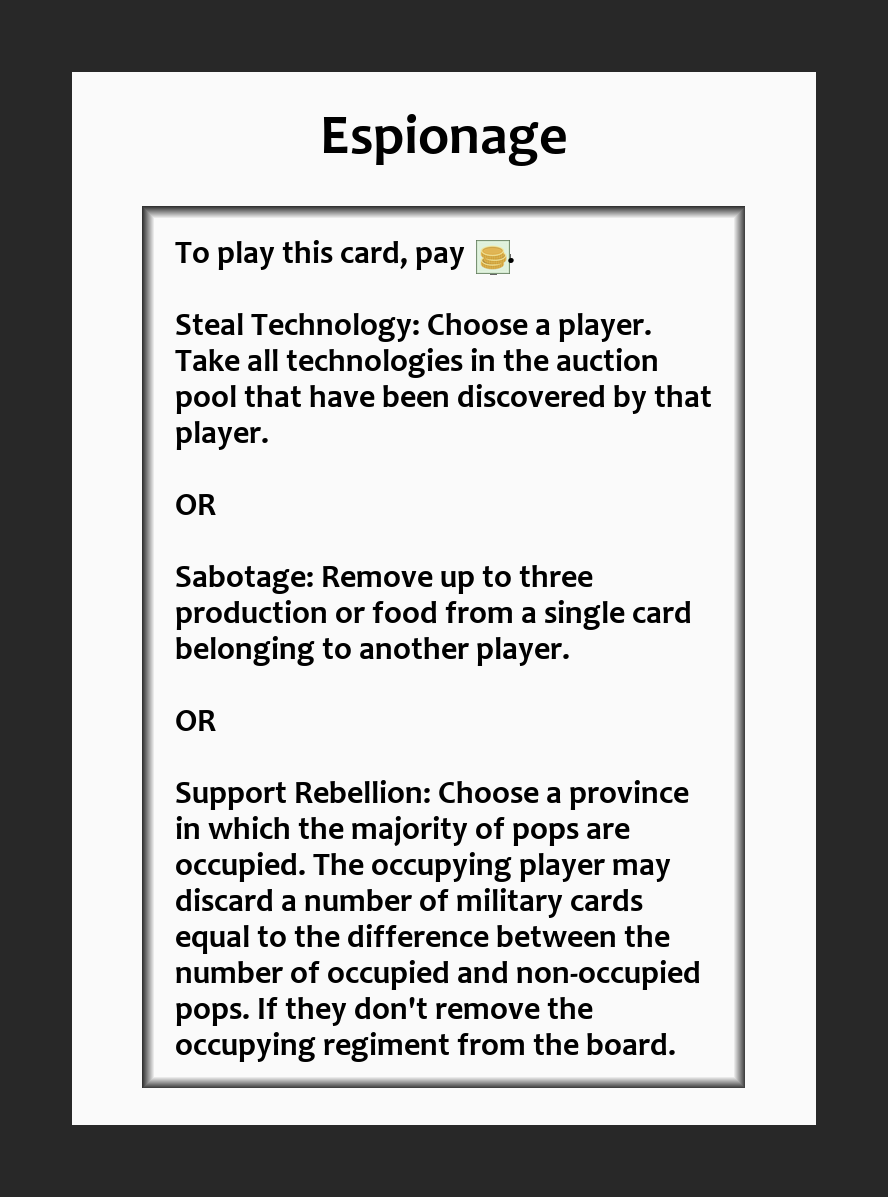 Espionage
To play this card, pay .
Steal Technology: Choose a player.
Take all technologies in the auction
pool that have been discovered by that
player.
OR
Sabotage: Remove up to three
production or food from a single card
belonging to another player.
OR
Support Rebellion: Choose a province
in which the majority of pops are
occupied. The occupying player may
discard a number of military cards
equal to the difference between the
number of occupied and non-occupied
pops. If they don't remove the
occupying regiment from the board.